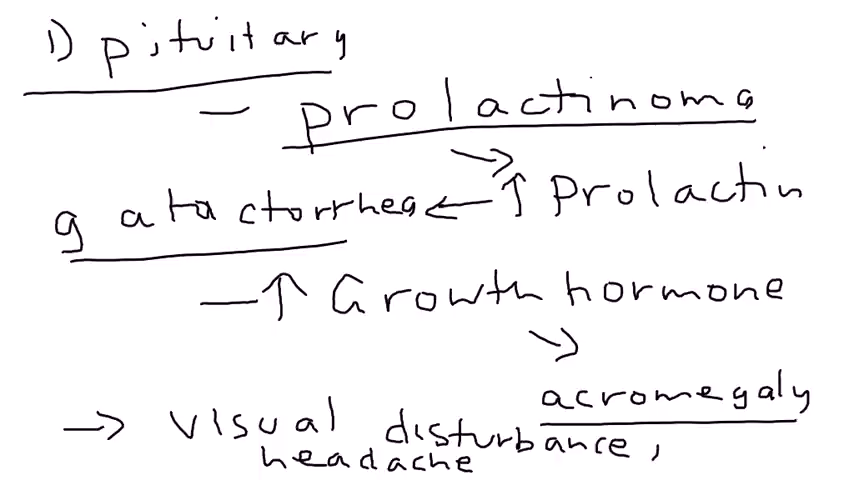 1) pituitary
- prolactinoma
→
galactorrhea ← ↑ Prolactin
- ↑ Growth hormone
→
acromegaly
→ visual disturbance,
headache